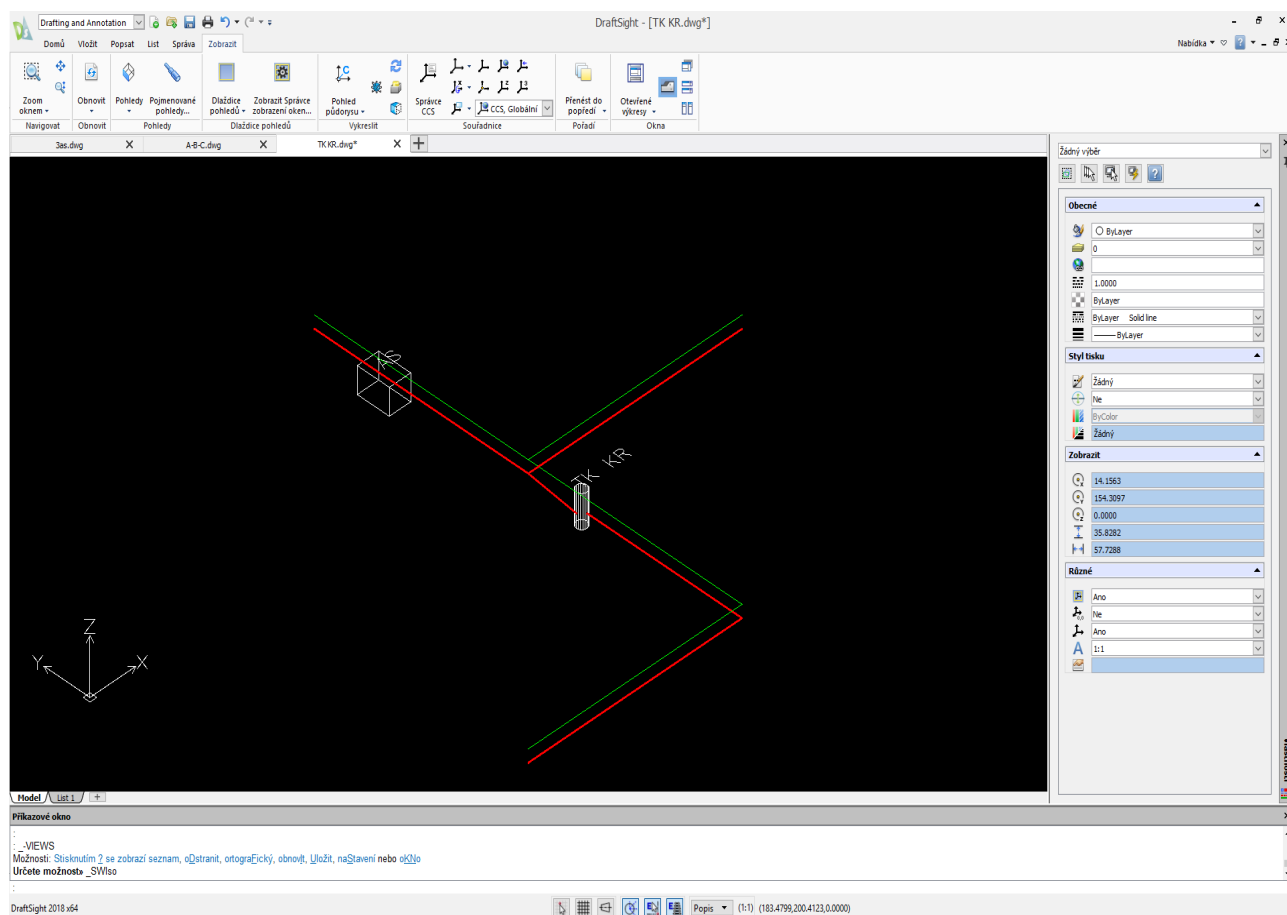 Drafting and Annotation
DraftSight - [TK KR.dwg*]
Domů Vložit Popsat List Správa Zobrazit
Nabídka
Zoom oknem
Obnovit
Pohledy
Pojmenované pohledy...
Dlaždice pohledů
Zobrazit Správce zobrazení oken...
Pohled půdorysu
Správce CCS
CCS, Globální
Přenést do popředí
Otevřené výkresy
Navigovat Obnovit Pohledy Dlaždice pohledů Vykreslit Souřadnice Pořadí Okna
3as.dwg X A-B-C.dwg X TK KR.dwg* X
Žádný výběr
Obecné
ByLayer
0
1.0000
ByLayer
ByLayer Solid line
ByLayer
Styl tisku
Žádný
Ne
ByColor
Žádný
Zobrazit
14.1563
154.3097
0.0000
35.8282
57.7288
Různé
Ano
Ne
Ano
1:1
TK KR
Z
Y X
Model List 1 +
Příkazové okno
:
: _-VIEWS
Možnosti: Stisknutím ? se zobrazí seznam, oDstranit, ortograFický, obnovIt, Uložit, naStavení nebo oKNo
Určete možnost» _SWIso
:
DraftSight 2018 x64
Popis (1:1) (183.4799,200.4123,0.0000)